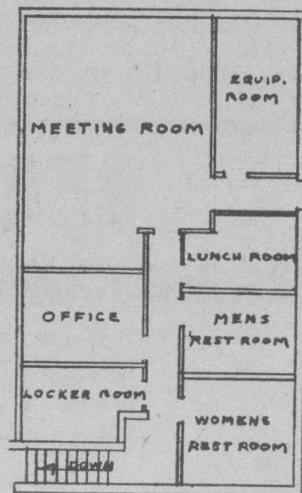 EQUIP.
ROOM
MEETING ROOM
LUNCH ROOM
OFFICE
MENS
REST ROOM
LOCKER ROOM
WOMENS
REST ROOM
DOWN